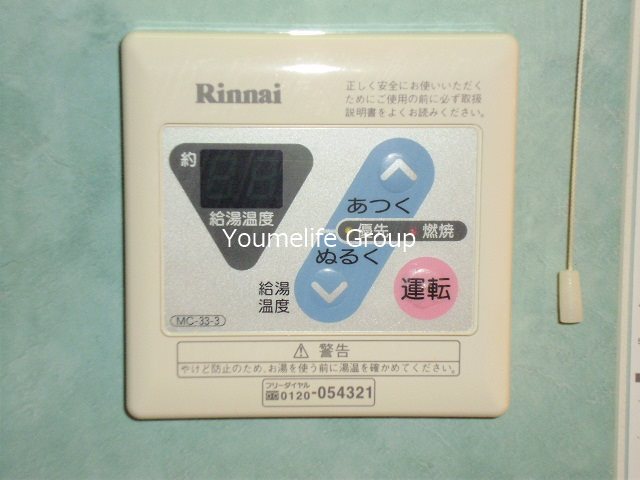 Rinnai
正しく安全にお使いいただく
ためにご使用の前に必ず取扱
説明書をよくお読みください。
約
給湯温度
あつく
優先 燃焼
Youmelife Group
ぬるく
給湯
温度
運転
MC-33-3
警告
やけど防止のため、お湯を使う前に湯温を確かめてください。
フリーダイヤル
0120-054321